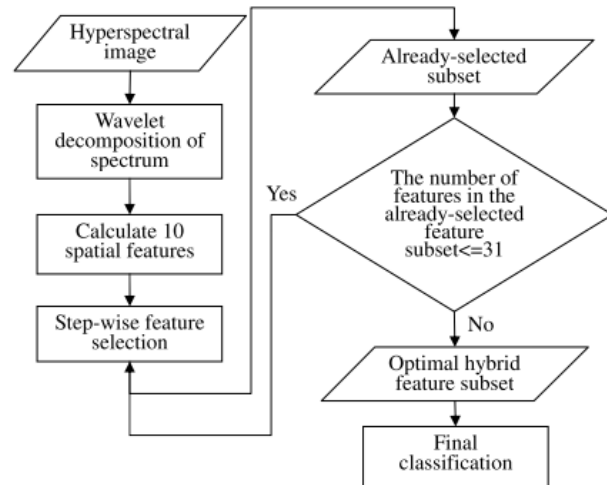 Hyperspectral
image
Wavelet
decomposition of
spectrum
Calculate 10
spatial features
Step-wise feature
selection
Already-selected
subset
The number of
features in the
already-selected
feature
subset<=31
Yes
No
Optimal hybrid
feature subset
Final
classification